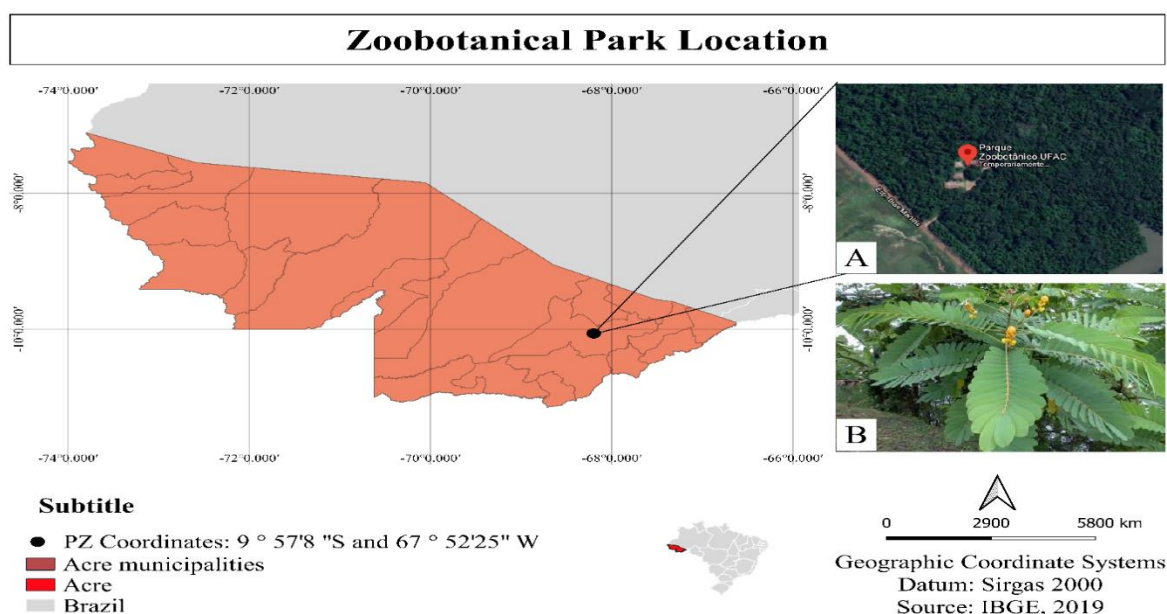 Zoobotanical Park Location
-74°0.000' -72°0.000' -70°0.000' -68°0.000' -66°0.000'
-8°0.000' -8°0.000'
-10°0.000' -10°0.000'
-74°0.000' -72°0.000' -70°0.000' -68°0.000' -66°0.000'
Parque
Zoobotânico UFAC
Temporariamente...
A
B
Subtitle
PZ Coordinates: 9 ° 57'8 "S and 67 ° 52'25" W
Acre municipalities
Acre
Brazil
0 2900 5800 km
Geographic Coordinate Systems
Datum: Sirgas 2000
Source: IBGE, 2019